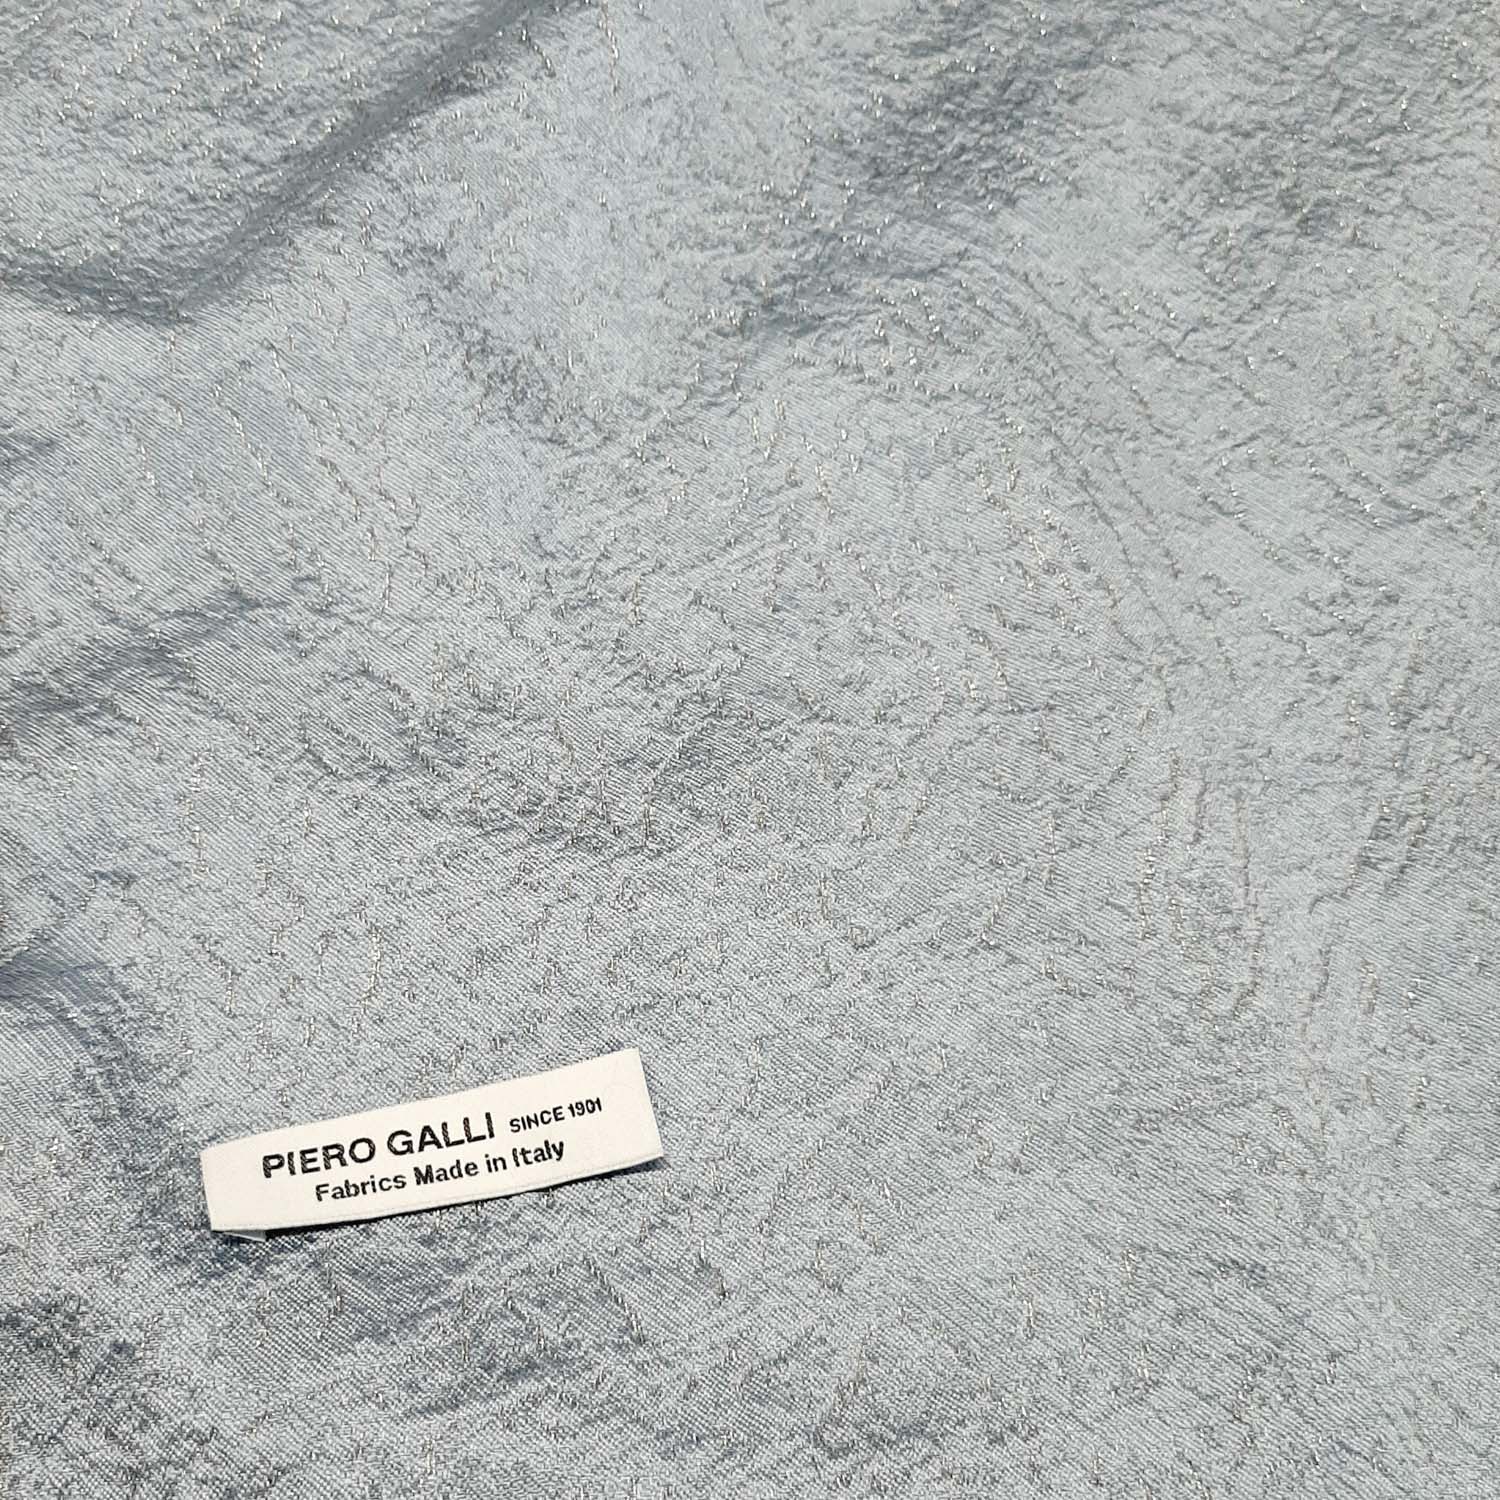 PIERO GALLI SINCE 1901
Fabrics Made in Italy